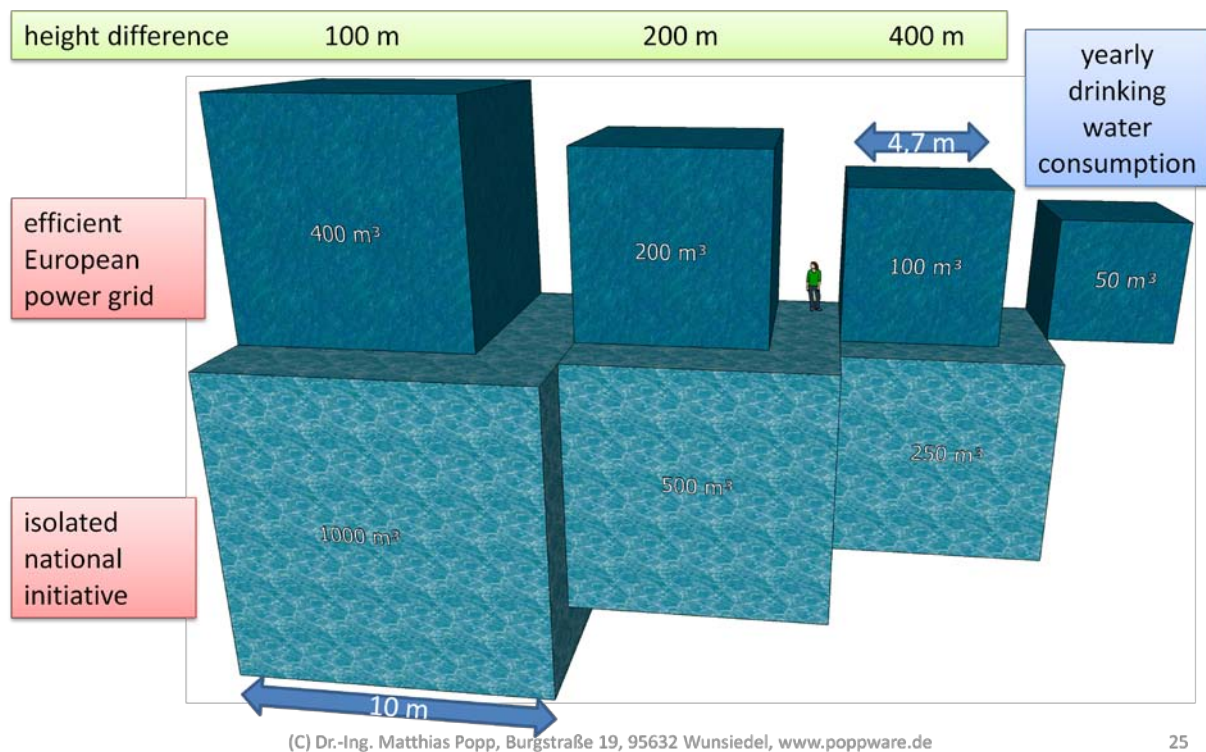 height difference 100 m 200 m 400 m
yearly
drinking
water
consumption
4,7 m
efficient
European
power grid
400 m³
200 m³
100 m³
50 m³
isolated
national
initiative
1000 m³
500 m³
250 m³
10 m
(C) Dr.-Ing. Matthias Popp, Burgstraße 19, 95632 Wunsiedel, www.poppware.de 25